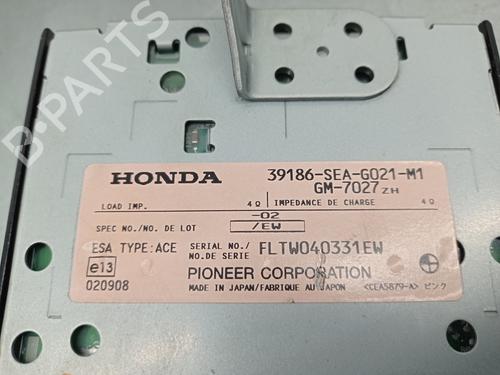 B-PARTS
HONDA
39186-SEA-G021-M1
GM-7027 ZH
LOAD IMP. 4Ω IMPEDANCE DE CHARGE 4Ω
SPEC NO./NO. DE LOT -02 /EW
ESA TYPE: ACE SERIAL NO./ NO.DE SERIE FLTW040331EW
e13
020908
PIONEER CORPORATION
MADE IN JAPAN/FABRIQUE AU JAPON <CEA5879-A> ピンク